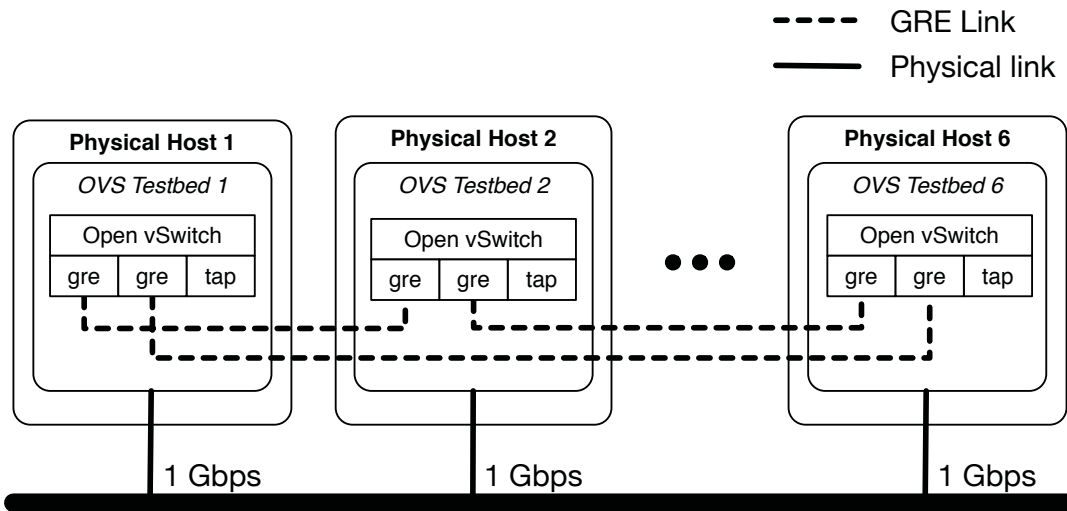 GRE Link
Physical link
Physical Host 1
Physical Host 2
Physical Host 6
OVS Testbed 1
OVS Testbed 2
OVS Testbed 6
Open vSwitch
Open vSwitch
Open vSwitch
gre gre tap
gre gre tap
gre gre tap
1 Gbps
1 Gbps
1 Gbps